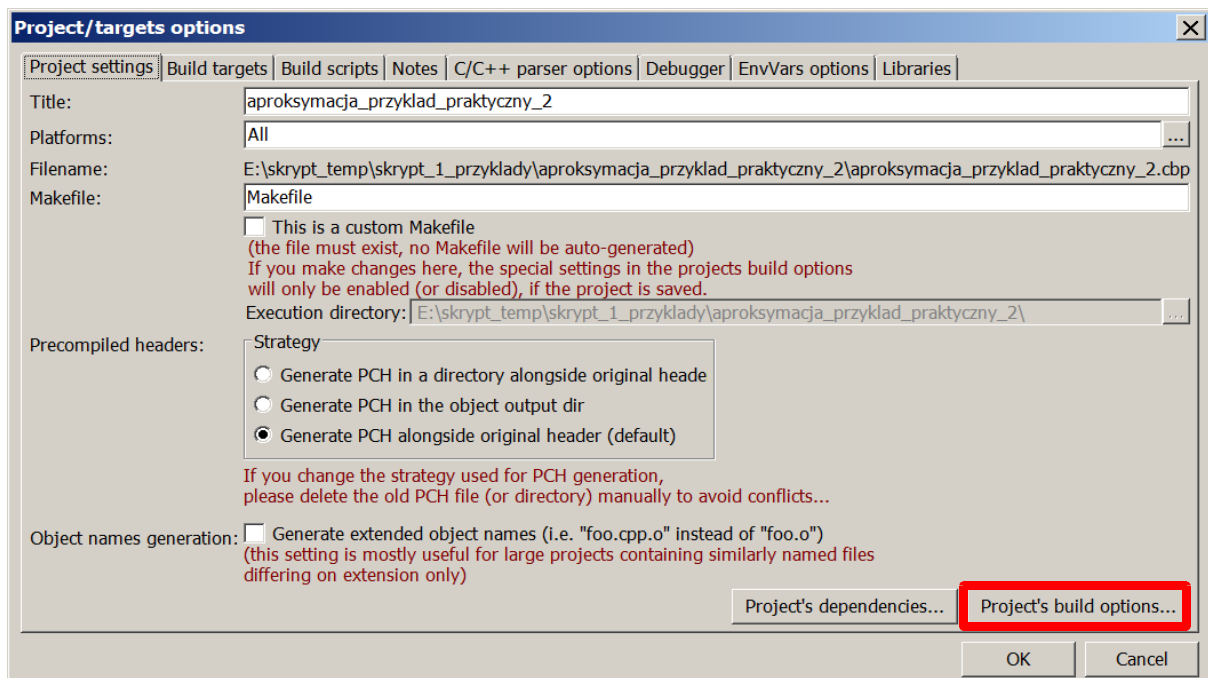 Project/targets options
Project settings Build targets Build scripts Notes C/C++ parser options Debugger EnvVars options Libraries
Title: aproksymacja_przyklad_praktyczny_2
Platforms: All ...
Filename: E:\skrypt_temp\skrypt_1_przyklady\aproksymacja_przyklad_praktyczny_2\aproksymacja_przyklad_praktyczny_2.cbp
Makefile: Makefile
This is a custom Makefile
(the file must exist, no Makefile will be auto-generated)
If you make changes here, the special settings in the projects build options
will only be enabled (or disabled), if the project is saved.
Execution directory: E:\skrypt_temp\skrypt_1_przyklady\aproksymacja_przyklad_praktyczny_2\ ...
Precompiled headers: Strategy
Generate PCH in a directory alongside original heade
Generate PCH in the object output dir
Generate PCH alongside original header (default)
If you change the strategy used for PCH generation,
please delete the old PCH file (or directory) manually to avoid conflicts...
Object names generation: Generate extended object names (i.e. "foo.cpp.o" instead of "foo.o")
(this setting is mostly useful for large projects containing similarly named files
differing on extension only)
Project's dependencies... Project's build options...
OK Cancel